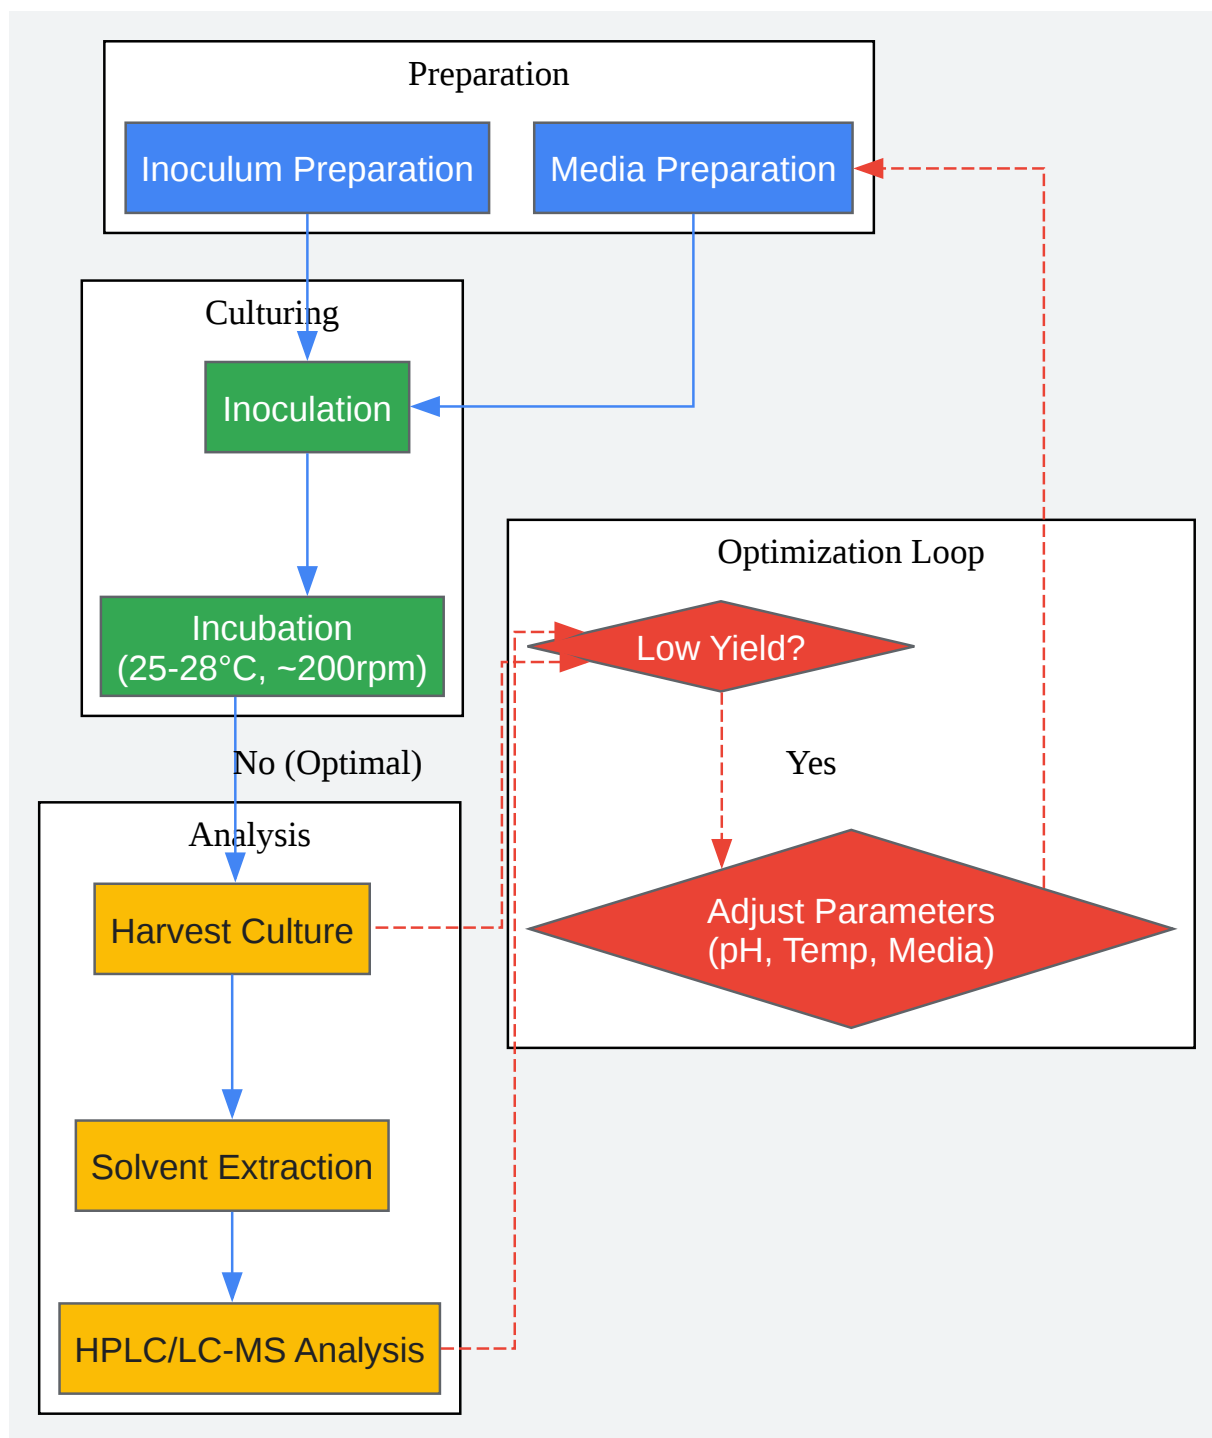 Preparation
Inoculum Preparation
Media Preparation
Culturing
Inoculation
Optimization Loop
Low Yield?
Incubation
(25-28°C, ~200rpm)
No (Optimal)
Yes
Analysis
Harvest Culture
Adjust Parameters
(pH, Temp, Media)
Solvent Extraction
HPLC/LC-MS Analysis